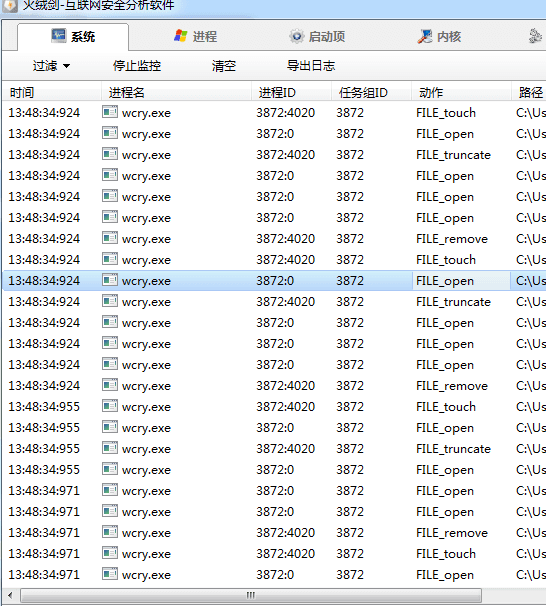 火绒剑-互联网安全分析软件
系统 进程 启动项 内核
过滤 停止监控 清空 导出日志
时间 进程名 进程ID 任务组ID 动作 路径
13:48:34:924 wcry.exe 3872:4020 3872 FILE_touch C:\Us
13:48:34:924 wcry.exe 3872:0 3872 FILE_open C:\Us
13:48:34:924 wcry.exe 3872:4020 3872 FILE_truncate C:\Us
13:48:34:924 wcry.exe 3872:0 3872 FILE_open C:\Us
13:48:34:924 wcry.exe 3872:0 3872 FILE_open C:\Us
13:48:34:924 wcry.exe 3872:0 3872 FILE_open C:\Us
13:48:34:924 wcry.exe 3872:4020 3872 FILE_remove C:\Us
13:48:34:924 wcry.exe 3872:4020 3872 FILE_touch C:\Us
13:48:34:924 wcry.exe 3872:0 3872 FILE_open C:\Us
13:48:34:924 wcry.exe 3872:4020 3872 FILE_truncate C:\Us
13:48:34:924 wcry.exe 3872:0 3872 FILE_open C:\Us
13:48:34:924 wcry.exe 3872:0 3872 FILE_open C:\Us
13:48:34:924 wcry.exe 3872:0 3872 FILE_open C:\Us
13:48:34:924 wcry.exe 3872:4020 3872 FILE_remove C:\Us
13:48:34:955 wcry.exe 3872:4020 3872 FILE_touch C:\Us
13:48:34:955 wcry.exe 3872:0 3872 FILE_open C:\Us
13:48:34:955 wcry.exe 3872:4020 3872 FILE_truncate C:\Us
13:48:34:955 wcry.exe 3872:0 3872 FILE_open C:\Us
13:48:34:971 wcry.exe 3872:0 3872 FILE_open C:\Us
13:48:34:971 wcry.exe 3872:0 3872 FILE_open C:\Us
13:48:34:971 wcry.exe 3872:4020 3872 FILE_remove C:\Us
13:48:34:971 wcry.exe 3872:4020 3872 FILE_touch C:\Us
13:48:34:971 wcry.exe 3872:0 3872 FILE_open C:\Us